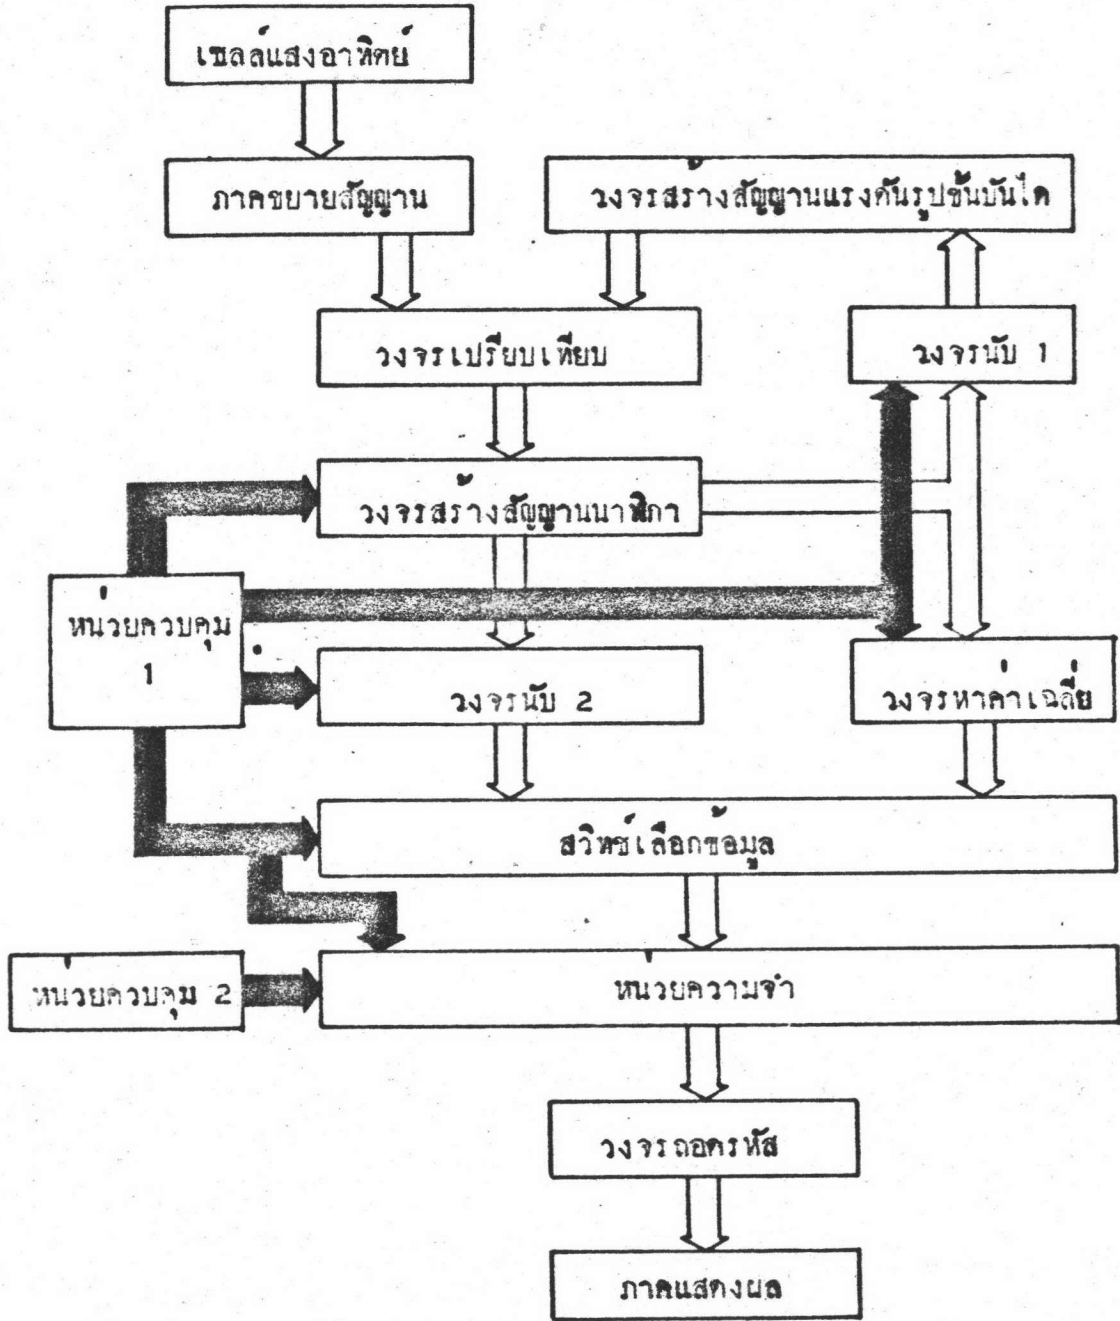 เซลล์แสงอาทิตย์
ภาคขยายสัญญาน
วงจรสร้างสัญญานแรงดันรูปขั้นบันได
วงจรเปรียบเทียบ
วงจรนับ 1
วงจรสร้างสัญญานนาฬิกา
หน่วยควบคุม
1
วงจรนับ 2
วงจรหาค่าเฉลี่ย
สวิทช์เลือกข้อมูล
หน่วยควบคุม 2
หน่วยความจำ
วงจรถอดรหัส
ภาคแสดงผล